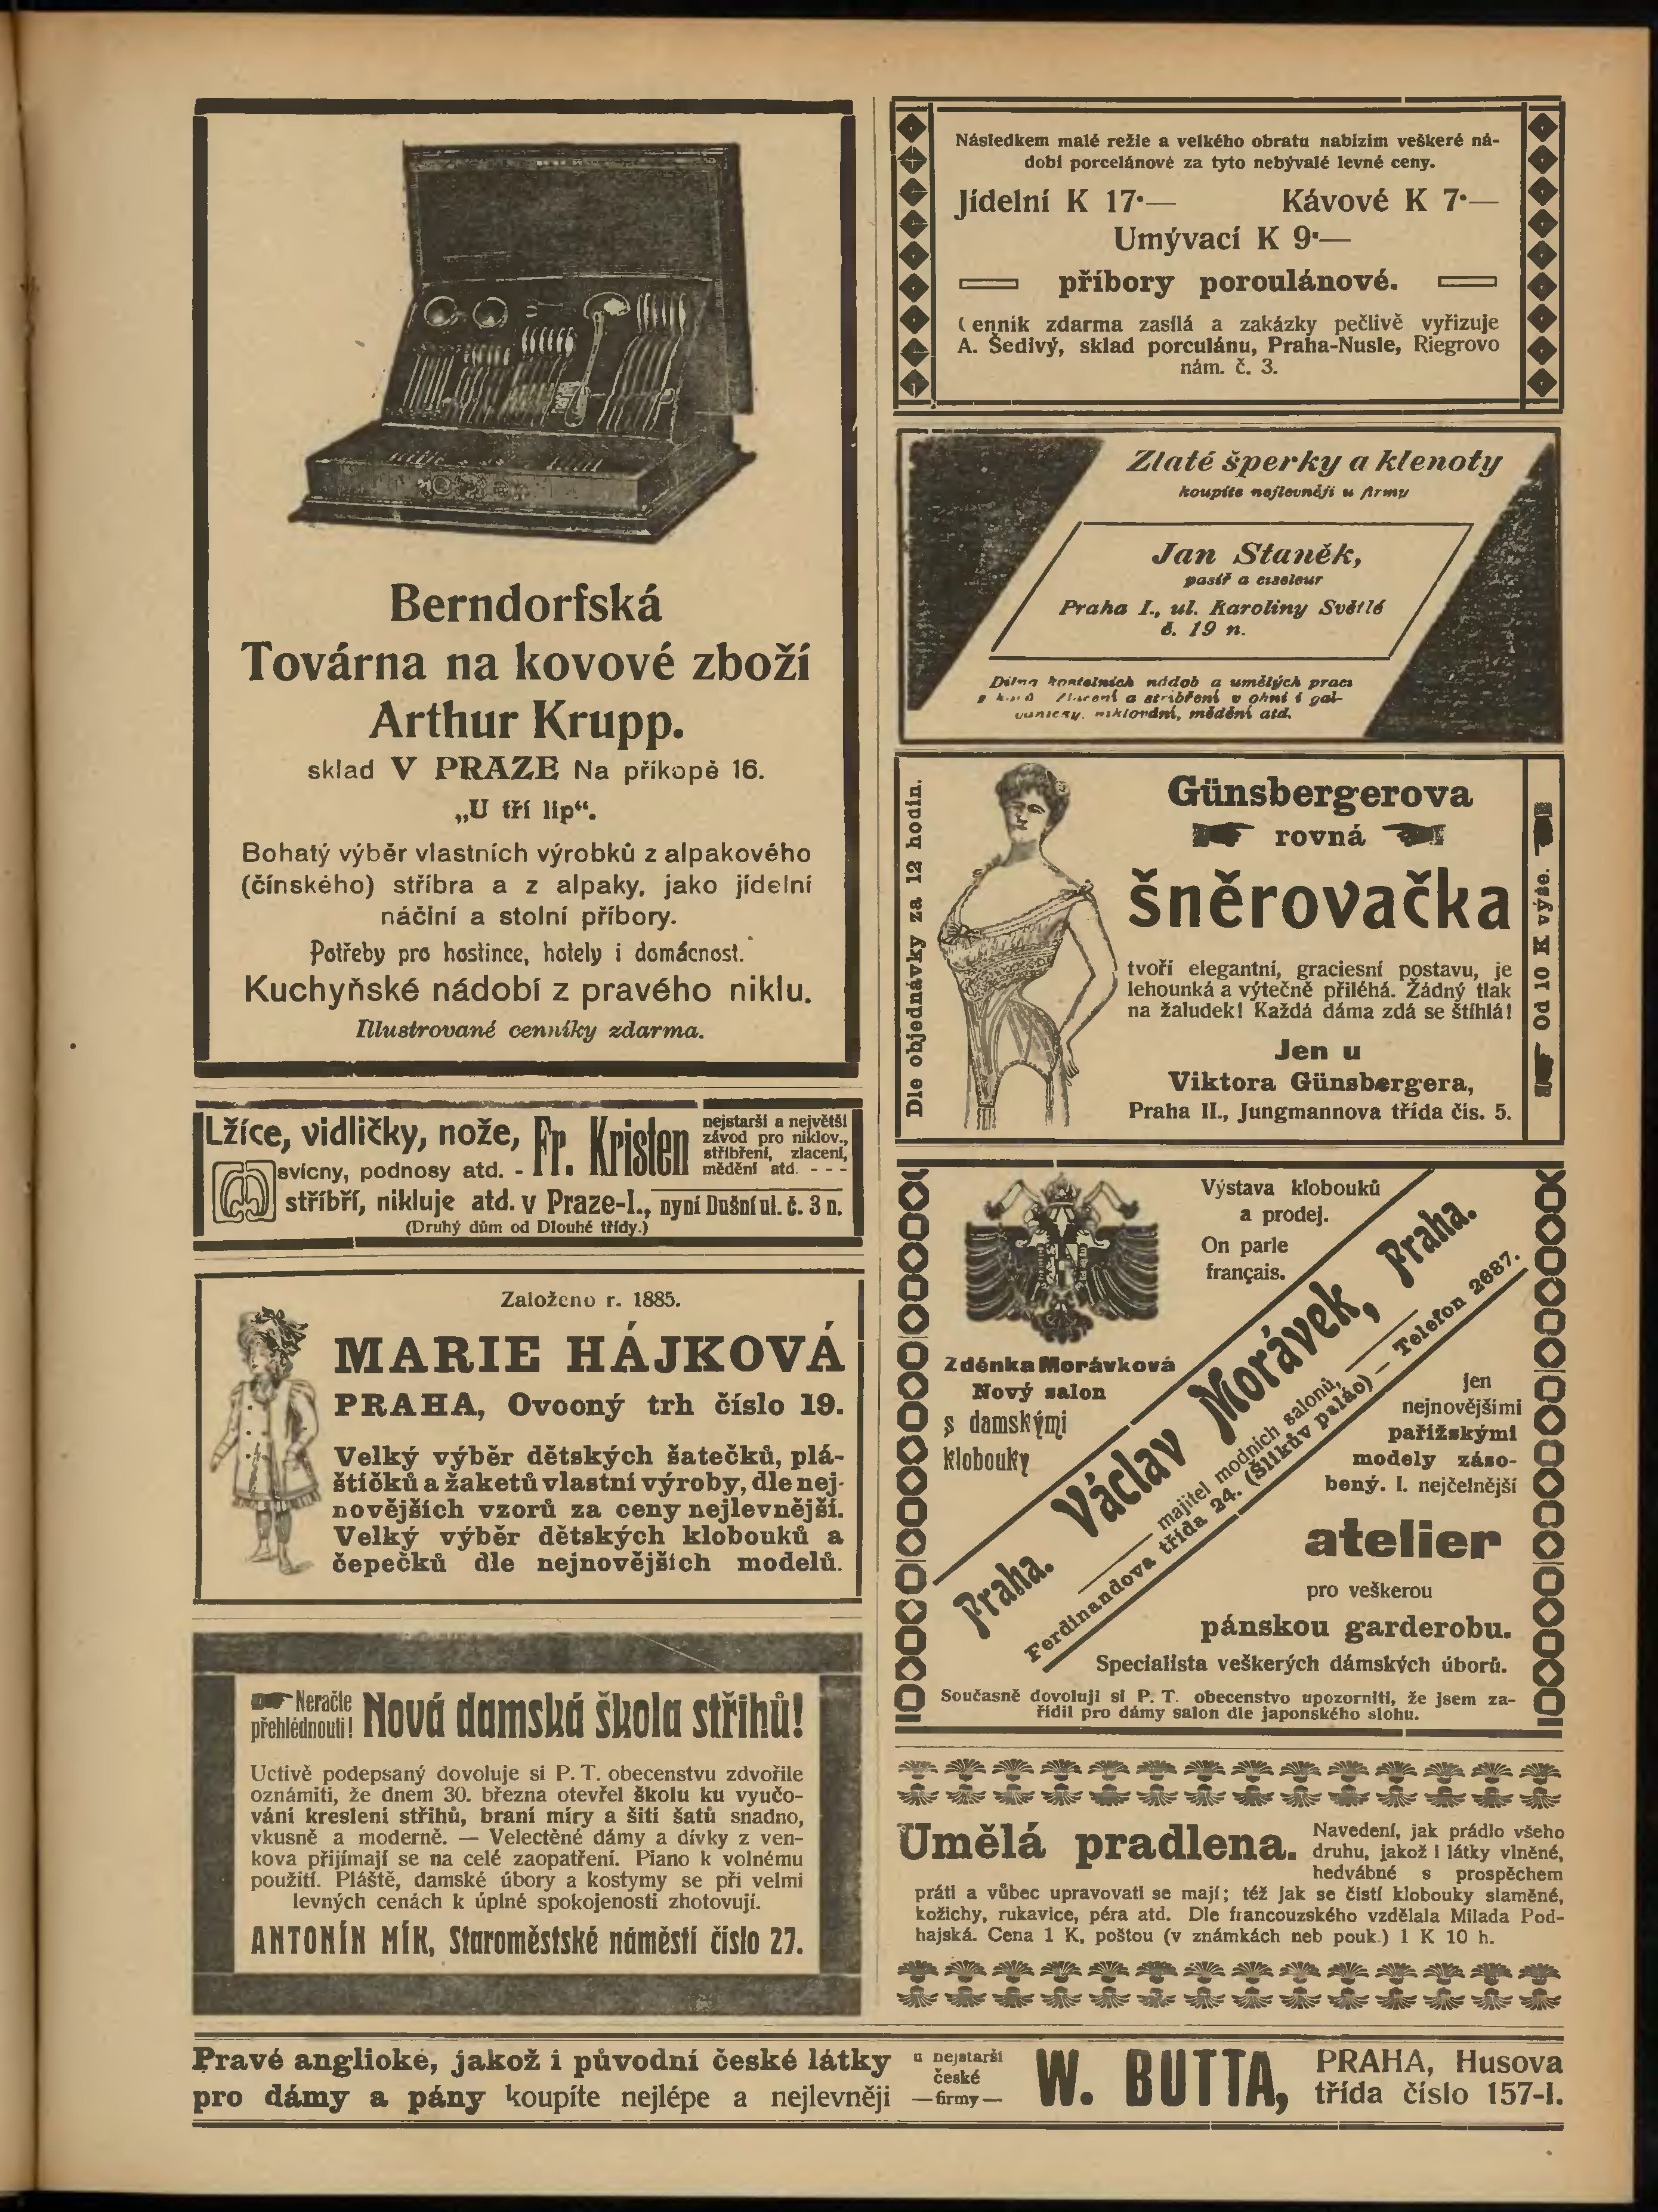 Berndorfská
Továrna na kovové zboží
Arthur Krupp.
sklad V PRAZE Na příkopě 16.
„U tří lip“.
Bohatý výběr vlastních výrobků z alpakového
(čínského) stříbra a z alpaky, jako jídelní
náčiní a stolní příbory.
Potřeby pro hostince, hotely i domácnost.
Kuchyňské nádobí z pravého niklu.
Illustrované cenníky zdarma.
Lžíce, vidličky, nože,
svícny, podnosy atd. -
Fr. Kristen
nejstarší a největší
závod pro niklov.,
stříbření, zlacení,
mědění atd. - - -
stříbří, nikluje atd. v Praze-I., nyní Dušní ul. č. 3 n.
(Druhý dům od Dlouhé třídy.)
Založeno r. 1885.
MARIE HÁJKOVÁ
PRAHA, Ovocný trh číslo 19.
Velký výběr dětských šatečků, plá-
štíčků a žaketů vlastní výroby, dle nej-
novějších vzorů za ceny nejlevnější.
Velký výběr dětských klobouků a
čepečků dle nejnovějších modelů.
Neračte
přehlédnouti!
Nová damská škola střihů!
Uctivě podepsaný dovoluje si P. T. obecenstvu zdvořile
oznámiti, že dnem 30. března otevřel školu ku vyučo-
vání kreslení střihů, braní míry a šití šatů snadno,
vkusně a moderně. — Velectěné dámy a dívky z ven-
kova přijímají se na celé zaopatření. Piano k volnému
použití. Pláště, damské úbory a kostymy se při velmi
levných cenách k úplné spokojenosti zhotovují.
ANTONÍN MÍK, Staroměstské náměstí číslo 27.
Následkem malé režie a velkého obratu nabízím veškeré ná-
dobí porcelánové za tyto nebývalé levné ceny.
Jídelní K 17·— Kávové K 7·—
Umývací K 9·—
příbory poroulánové.
Cenník zdarma zasílá a zakázky pečlivě vyřizuje
A. Šedivý, sklad porculánu, Praha-Nusle, Riegrovo
nám. č. 3.
Zlaté šperky a klenoty
koupíte nejlevněji u firmy
Jan Staněk,
pasíř a ciseleur
Praha I., ul. Karoliny Světlé
č. 19 n.
Dílna kostelních nádob a umělých prací
z kovů. Zlacení a stríbření v ohni i gal-
vanicky, niklování, mědění atd.
Dle objednávky za 12 hodin.
Günsbergerova
rovná
šněrovačka
tvoří elegantní, graciesní postavu, je
lehounká a výtečně přiléhá. Žádný tlak
na žaludek! Každá dáma zdá se štíhlá!
Jen u
Viktora Günsbergera,
Praha II., Jungmannova třída čís. 5.
Od 10 K výše.
Výstava klobouků
a prodej.
On parle
français.
Zdénka Morávková
Nový salon
s damskými
klobouky
Praha. Václav Morávek, Praha.
majitel modních salonů,
Ferdinandova třída 24. (Šlikův palác) — Telefon 2687.
jen
nejnovějšími
pařížskými
modely záso-
bený. I. nejčelnější
atelier
pro veškerou
pánskou garderobu.
Specialista veškerých dámských úborů.
Současně dovoluji si P. T. obecenstvo upozorniti, že jsem za-
řídil pro dámy salon dle japonského slohu.
Umělá pradlena.
Navedení, jak prádlo všeho
druhu, jakož i látky vlněné,
hedvábné s prospěchem
práti a vůbec upravovati se mají; též jak se čistí klobouky slaměné,
kožichy, rukavice, péra atd. Dle francouzského vzdělala Milada Pod-
hajská. Cena 1 K, poštou (v známkách neb pouk.) 1 K 10 h.
Pravé anglioké, jakož i původní české látky
pro dámy a pány koupíte nejlépe a nejlevněji
u nejstarší
české
—firmy—
W. BUTTA,
PRAHA, Husova
třída číslo 157-I.